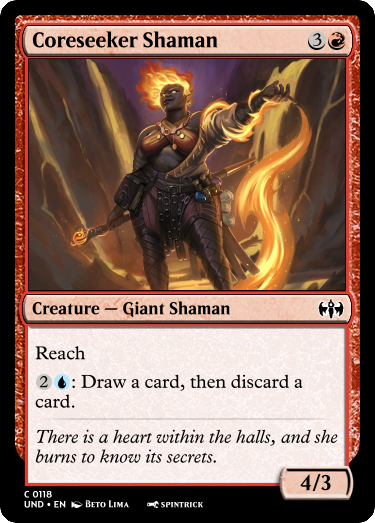 Coreseeker Shaman 3
Creature — Giant Shaman
Reach
2: Draw a card, then discard a
card.
There is a heart within the halls, and she
burns to know its secrets.
4/3
C 0118
UND • EN Beto Lima SPINTRICK